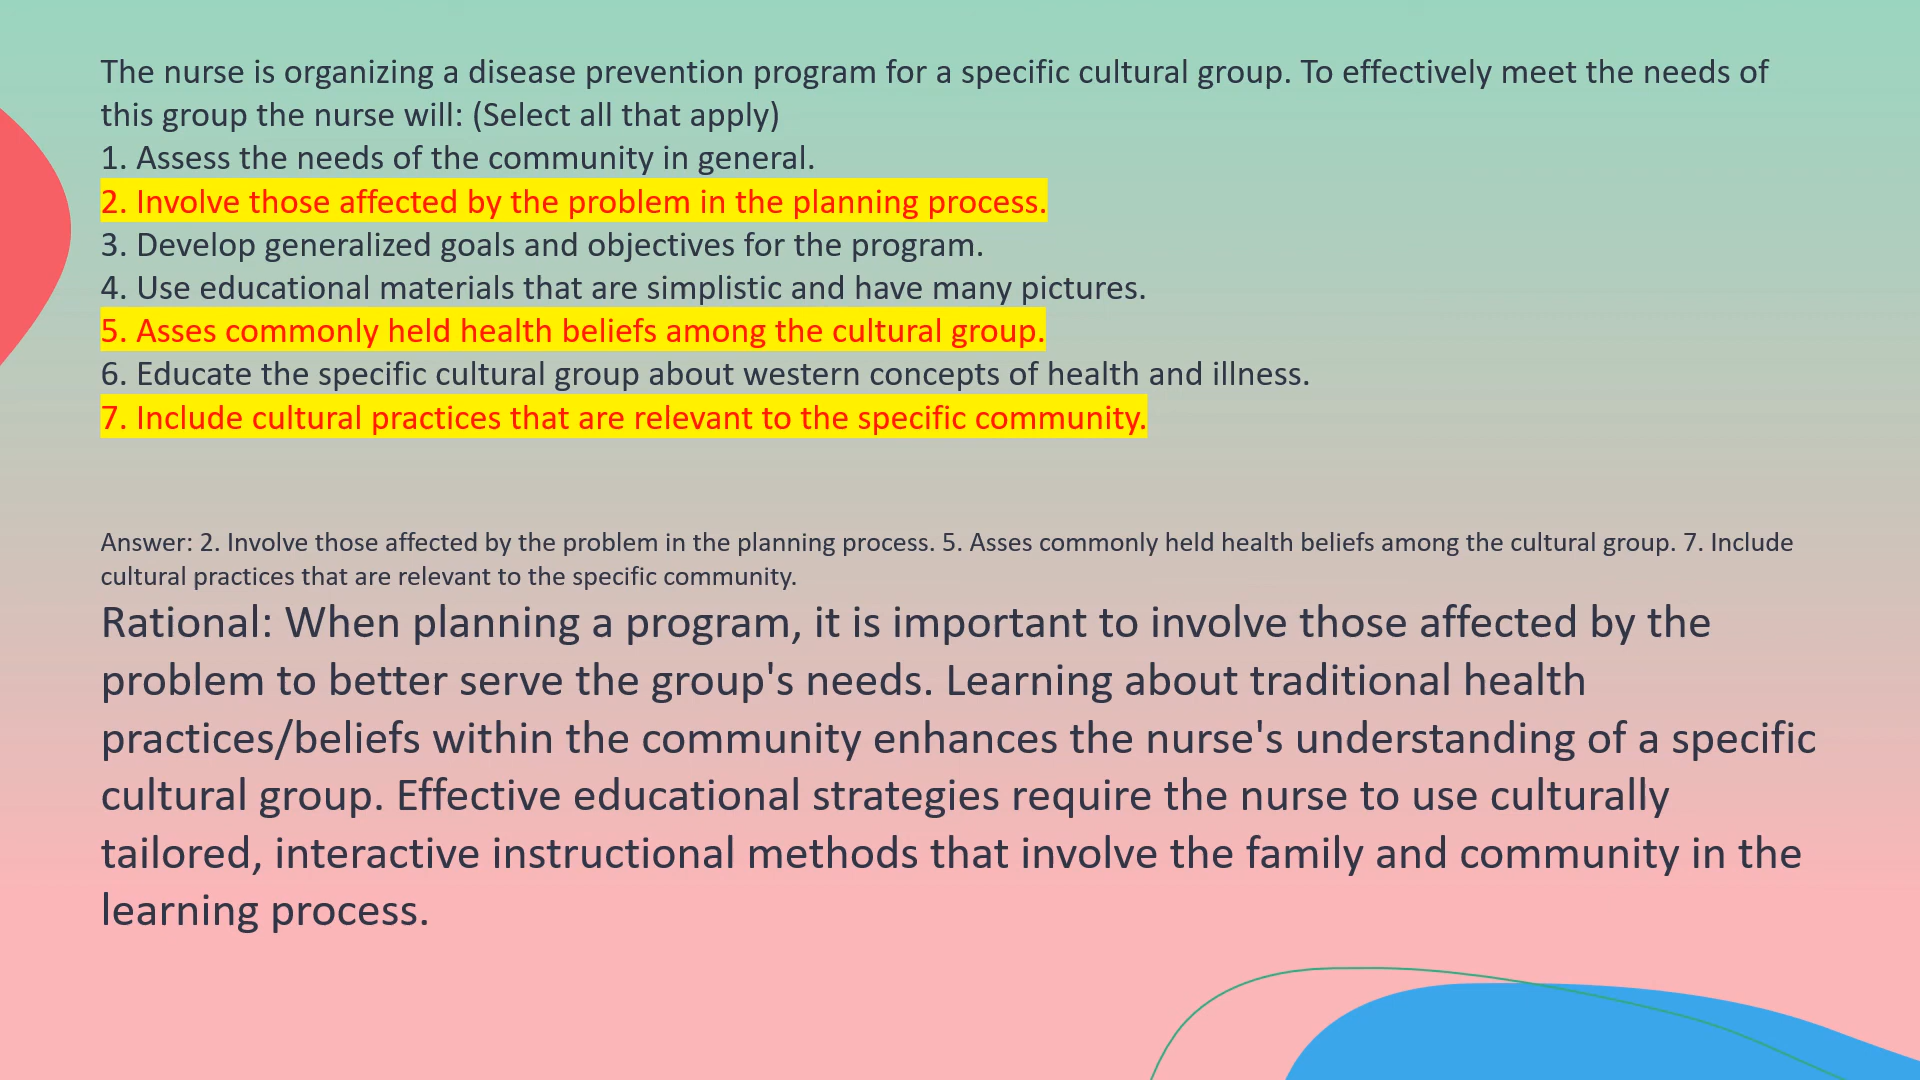 The nurse is organizing a disease prevention program for a specific cultural group. To effectively meet the needs of
this group the nurse will: (Select all that apply)
1. Assess the needs of the community in general.
2. Involve those affected by the problem in the planning process.
3. Develop generalized goals and objectives for the program.
4. Use educational materials that are simplistic and have many pictures.
5. Asses commonly held health beliefs among the cultural group.
6. Educate the specific cultural group about western concepts of health and illness.
7. Include cultural practices that are relevant to the specific community.
Answer: 2. Involve those affected by the problem in the planning process. 5. Asses commonly held health beliefs among the cultural group. 7. Include
cultural practices that are relevant to the specific community.
Rational: When planning a program, it is important to involve those affected by the
problem to better serve the group's needs. Learning about traditional health
practices/beliefs within the community enhances the nurse's understanding of a specific
cultural group. Effective educational strategies require the nurse to use culturally
tailored, interactive instructional methods that involve the family and community in the
learning process.